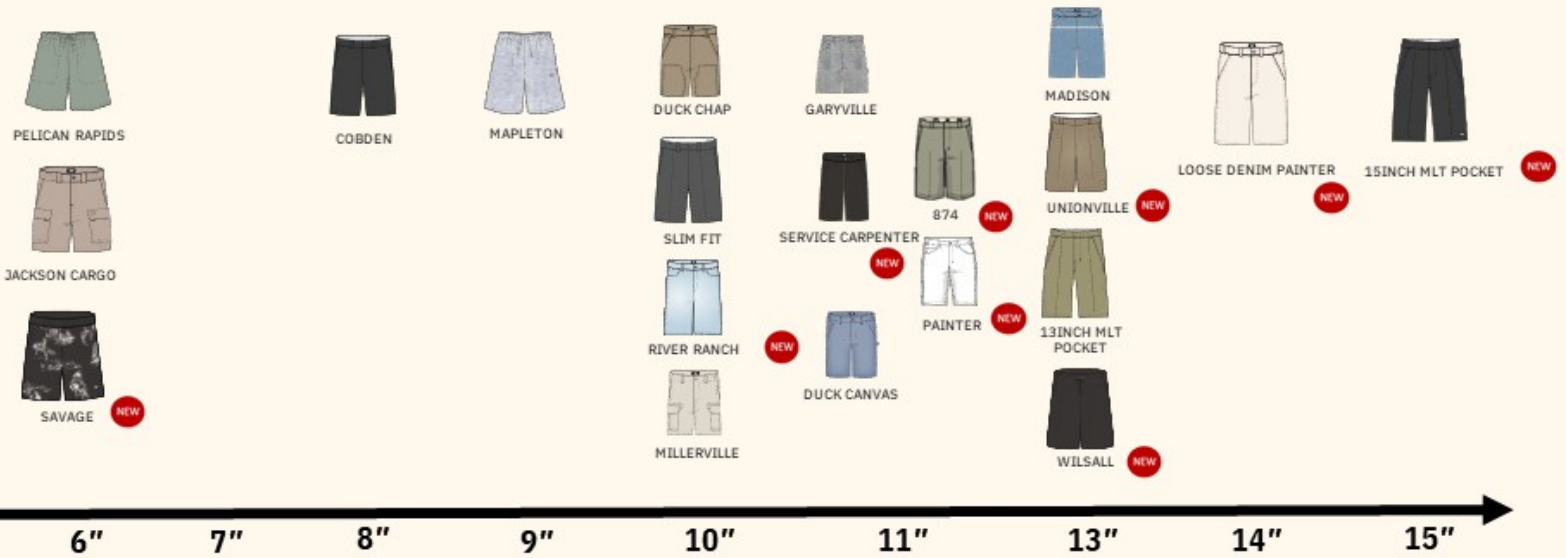 PELICAN RAPIDS
JACKSON CARGO
SAVAGE
NEW
COBDEN
MAPLETON
DUCK CHAP
SLIM FIT
RIVER RANCH
NEW
MILLERVILLE
GARYVILLE
SERVICE CARPENTER
NEW
DUCK CANVAS
874
NEW
PAINTER
NEW
MADISON
UNIONVILLE
NEW
13INCH MLT
POCKET
WILSALL
NEW
LOOSE DENIM PAINTER
NEW
15INCH MLT POCKET
NEW
6″ 7″ 8″ 9″ 10″ 11″ 13″ 14″ 15″